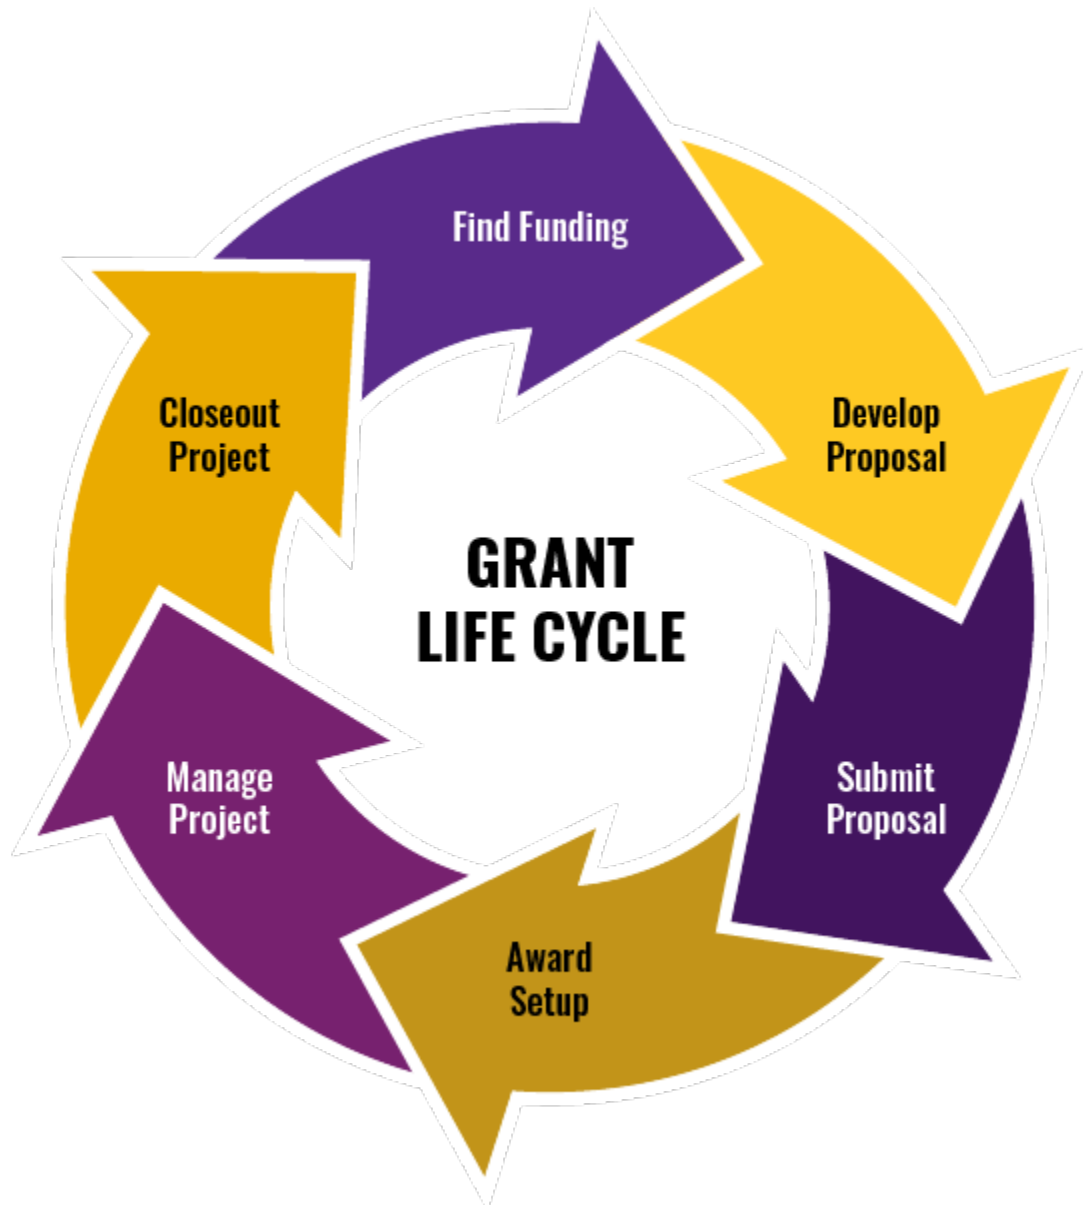 Find Funding
Develop
Proposal
Submit
Proposal
Award
Setup
Manage
Project
Closeout
Project
GRANT
LIFE CYCLE